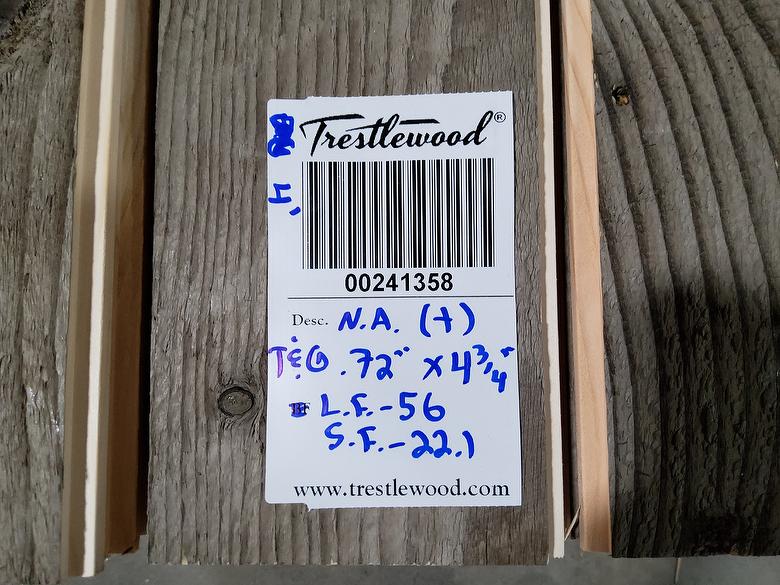 Trestlewood®
00241358
Desc. N.A. (+)
T&G .72" x 4 3/4"
L.F.-56
S.F.-22.1
www.trestlewood.com